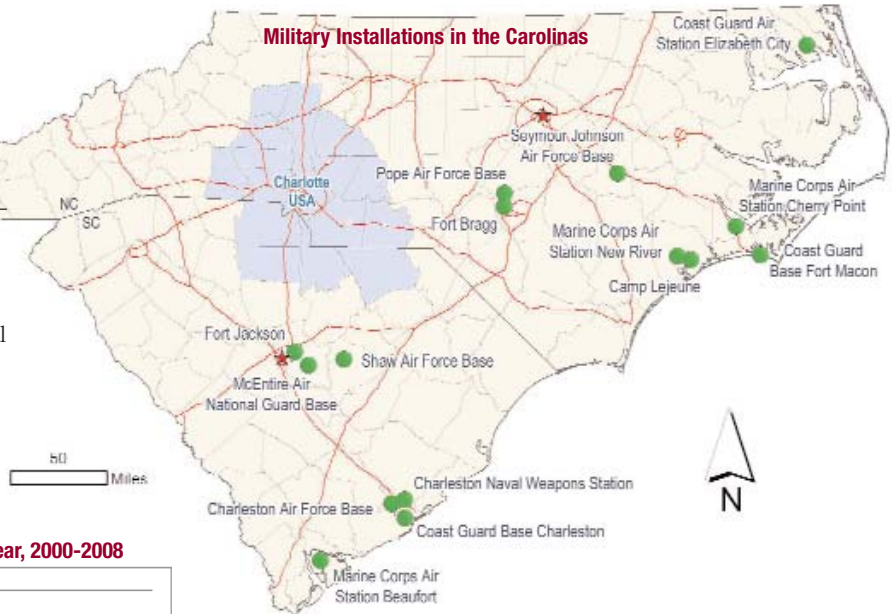 Military Installations in the Carolinas
Coast Guard Air
Station Elizabeth City
Seymour Johnson
Air Force Base
Pope Air Force Base
Charlotte
USA
Fort Bragg
Marine Corps Air
Station Cherry Point
NC
SC
Marine Corps Air
Station New River
Coast Guard
Base Fort Macon
Camp Lejeune
Fort Jackson
Shaw Air Force Base
McEntire Air
National Guard Base
50
Miles
N
Charleston Naval Weapons Station
Charleston Air Force Base
Coast Guard Base Charleston
ear, 2000-2008
Marine Corps Air
Station Beaufort